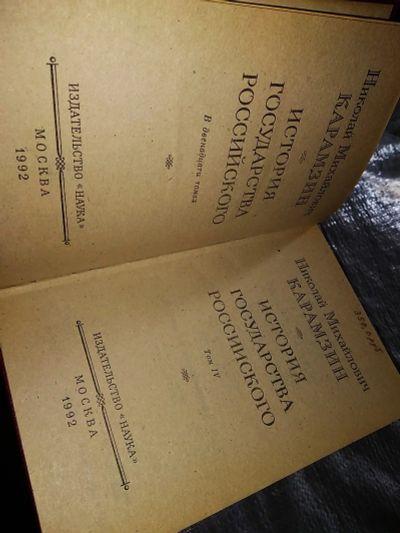 Николай Михайлович
КАРАМЗИН
ИСТОРИЯ
ГОСУДАРСТВА
РОССИЙСКОГО
В двенадцати томах
ИЗДАТЕЛЬСТВО «НАУКА»
МОСКВА
1992
Николай Михайлович
КАРАМЗИН
ИСТОРИЯ
ГОСУДАРСТВА
РОССИЙСКОГО
Том IV
ИЗДАТЕЛЬСТВО «НАУКА»
МОСКВА
1992